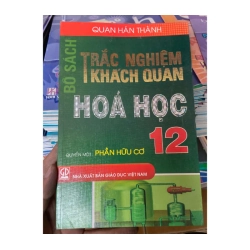 QUAN HÁN THÀNH
BỘ SÁCH
TRẮC NGHIỆM
KHÁCH QUAN
HOÁ HỌC
12
PHẦN HỮU CƠ
NHÀ XUẤT BẢN GIÁO DỤC VIỆT NAM